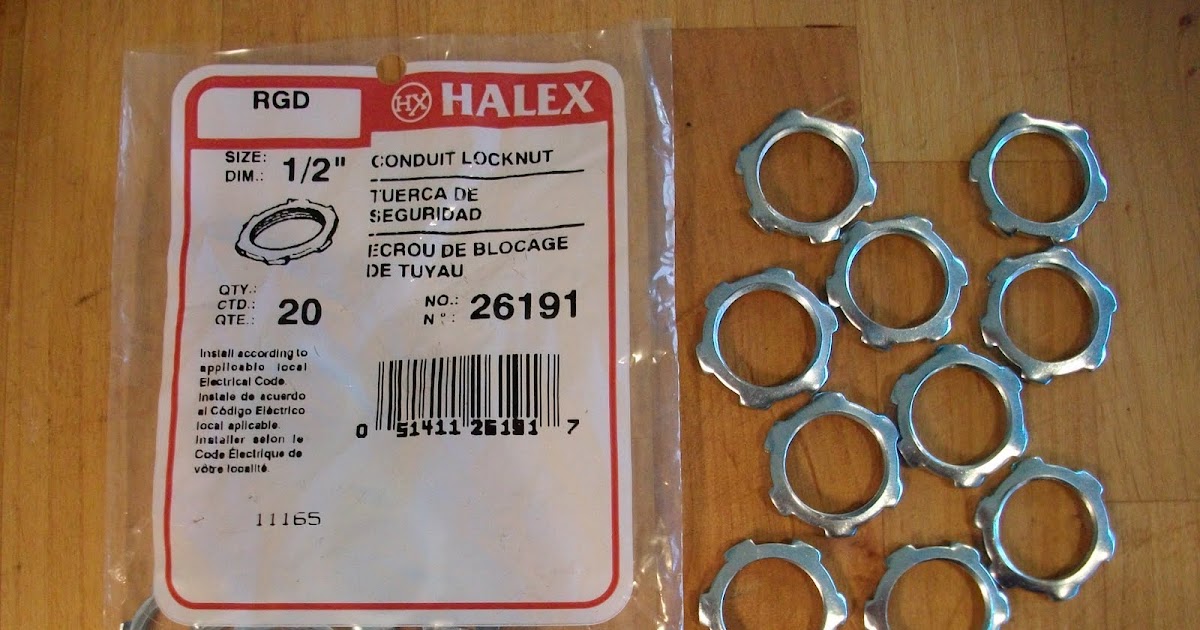 RGD
HX HALEX
SIZE:
DIM.: 1/2"
CONDUIT LOCKNUT
TUERCA DE
SEGURIDAD
ECROU DE BLOCAGE
DE TUYAU
QTY.:
CTD.: 20
QTE.:
NO.: 26191
N°:
Install according to
applicable local
Electrical Code.
Instale de acuerdo
al Código Eléctrico
local aplicable.
Installer selon le
Code Électrique de
vôtre localité.
0 51411 26191 7
11165